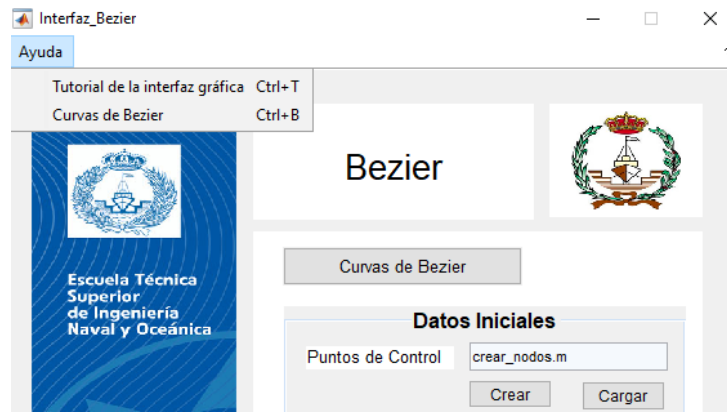 Interfaz_Bezier
Ayuda
Tutorial de la interfaz gráfica Ctrl+T
Curvas de Bezier Ctrl+B
Bezier
Escuela Técnica
Superior
de Ingeniería
Naval y Oceánica
Curvas de Bezier
Datos Iniciales
Puntos de Control crear_nodos.m
Crear Cargar